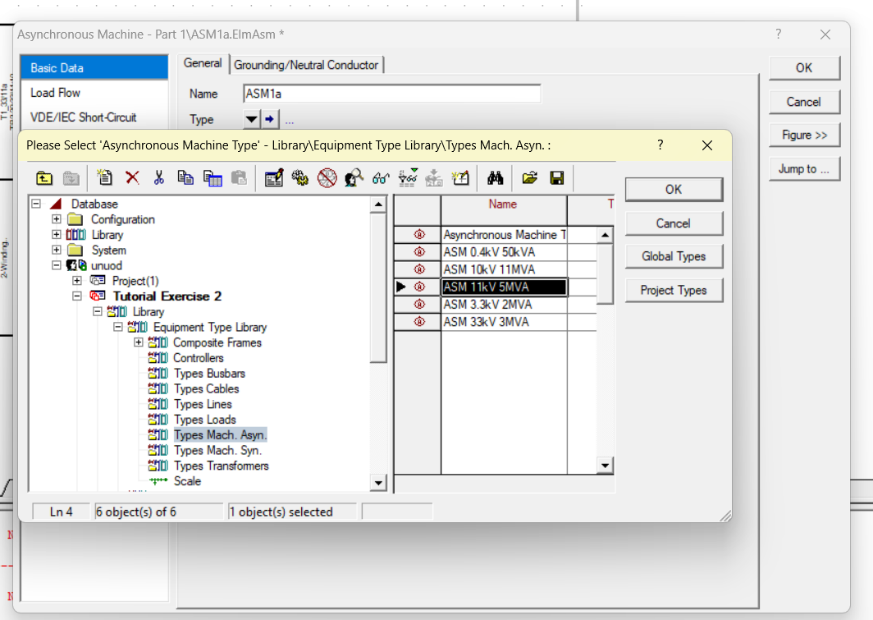 Asynchronous Machine - Part 1\ASM1a.ElmAsm *
?
Basic Data
Load Flow
VDE/IEC Short-Circuit
General
Grounding/Neutral Conductor
Name
ASM1a
Type
...
OK
Cancel
Figure >>
Jump to ...
T1_33/11a
2-Winding..
Please Select 'Asynchronous Machine Type' - Library\Equipment Type Library\Types Mach. Asyn. :
?
Database
Configuration
Library
System
unuod
Project(1)
Tutorial Exercise 2
Library
Equipment Type Library
Composite Frames
Controllers
Types Busbars
Types Cables
Types Lines
Types Loads
Types Mach. Asyn.
Types Mach. Syn.
Types Transformers
Scale
Name
T
Asynchronous Machine T
ASM 0.4kV 50kVA
ASM 10kV 11MVA
ASM 11kV 5MVA
ASM 3.3kV 2MVA
ASM 33kV 3MVA
OK
Cancel
Global Types
Project Types
Ln 4
6 object(s) of 6
1 object(s) selected